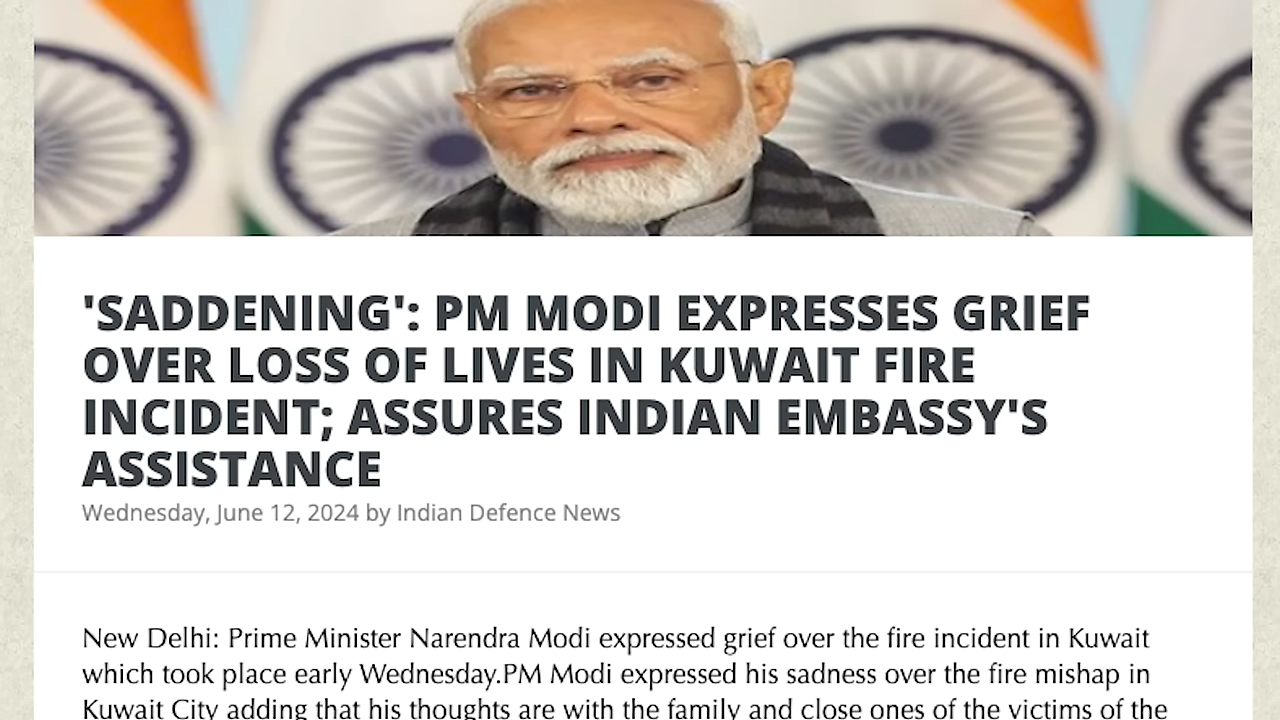 'SADDENING': PM MODI EXPRESSES GRIEF
OVER LOSS OF LIVES IN KUWAIT FIRE
INCIDENT; ASSURES INDIAN EMBASSY'S
ASSISTANCE
Wednesday, June 12, 2024 by Indian Defence News
New Delhi: Prime Minister Narendra Modi expressed grief over the fire incident in Kuwait
which took place early Wednesday.PM Modi expressed his sadness over the fire mishap in
Kuwait City adding that his thoughts are with the family and close ones of the victims of the